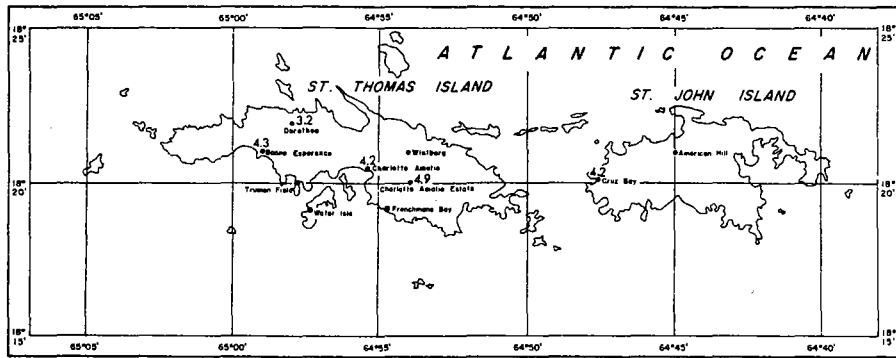 65°05' 65°00' 64°55' 64°50' 64°45' 64°40'
18° 25' 18° 25'
ATLANTIC OCEAN
ST. THOMAS ISLAND
ST. JOHN ISLAND
3.2
Dorothea
4.3
Bonne Esperance
Wistberg
American Hill
4.2
Charlotte Amalie
4.9
Charlotte Amalie Estate
4.2
Cruz Bay
18° 20' 18° 20'
Truman Field
Water Isle
Frenchmans Bay
18° 15' 18° 15'
65°05' 65°00' 64°55' 64°50' 64°45' 64°40'